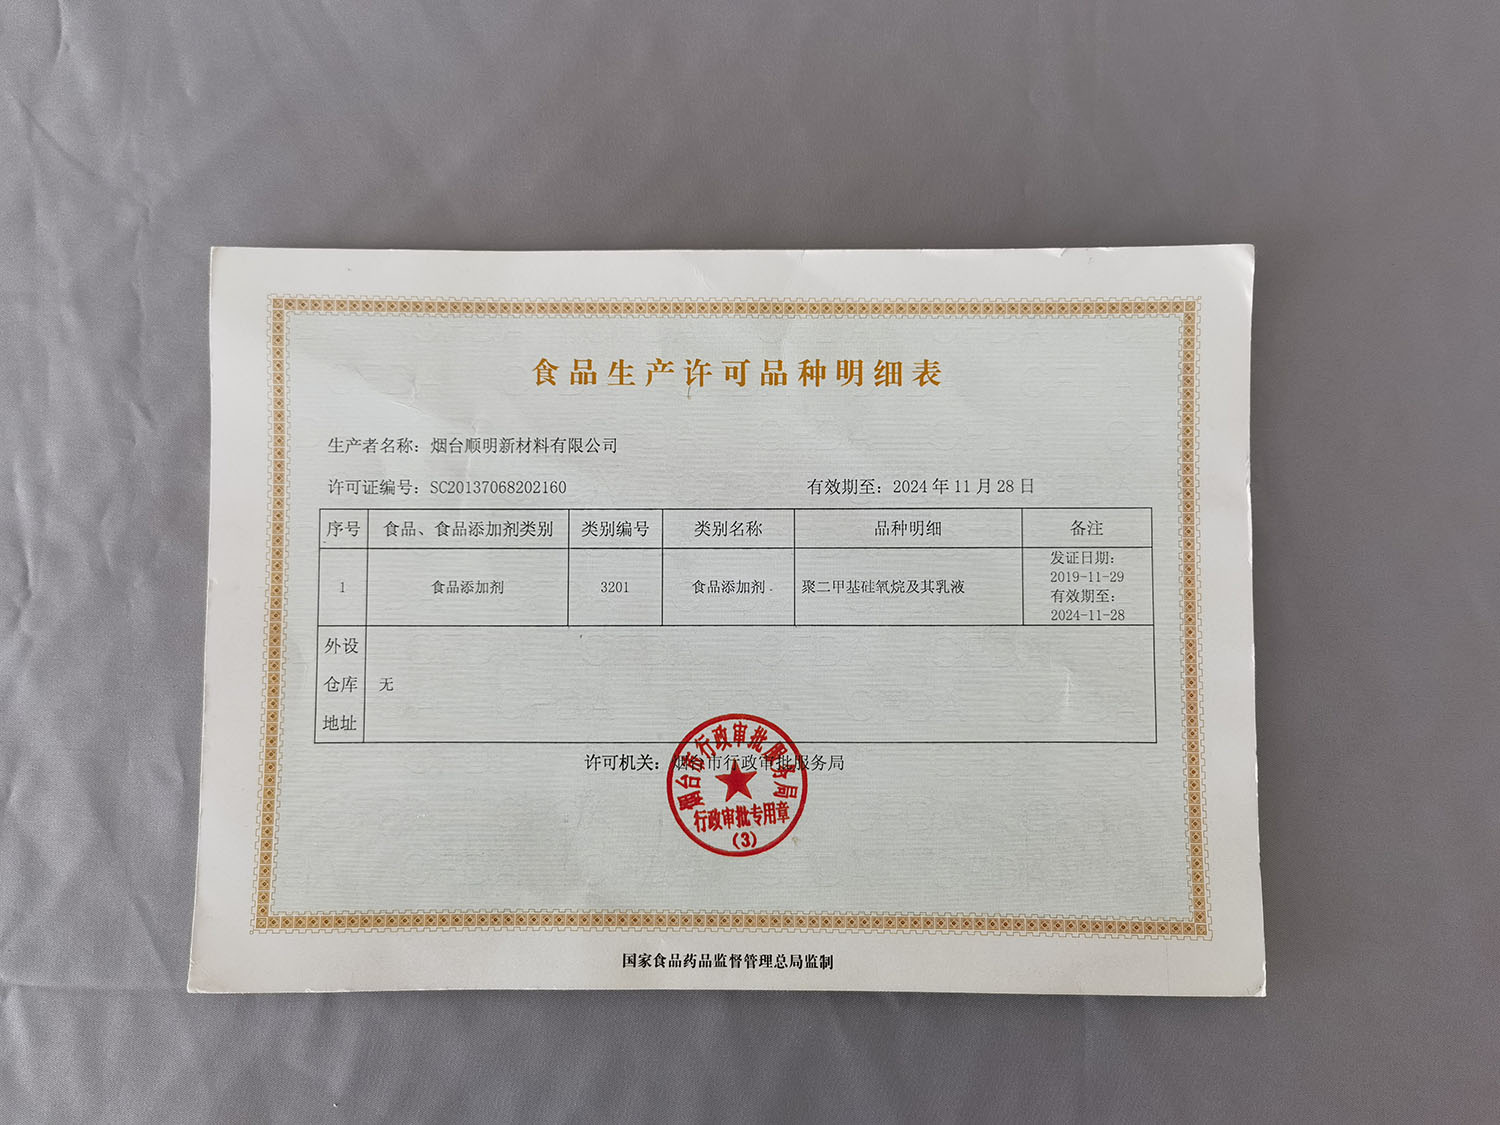 食品生产许可品种明细表
生产者名称：烟台顺明新材料有限公司
许可证编号：SC20137068202160 有效期至：2024年11月28日
序号 食品、食品添加剂类别 类别编号 类别名称 品种明细 备注
1 食品添加剂 3201 食品添加剂 聚二甲基硅氧烷及其乳液
发证日期：
2019-11-29
有效期至：
2024-11-28
外设
仓库 无
地址
许可机关：烟台市行政审批服务局
烟台市行政审批服务局
行政审批专用章
(3)
国家食品药品监督管理总局监制